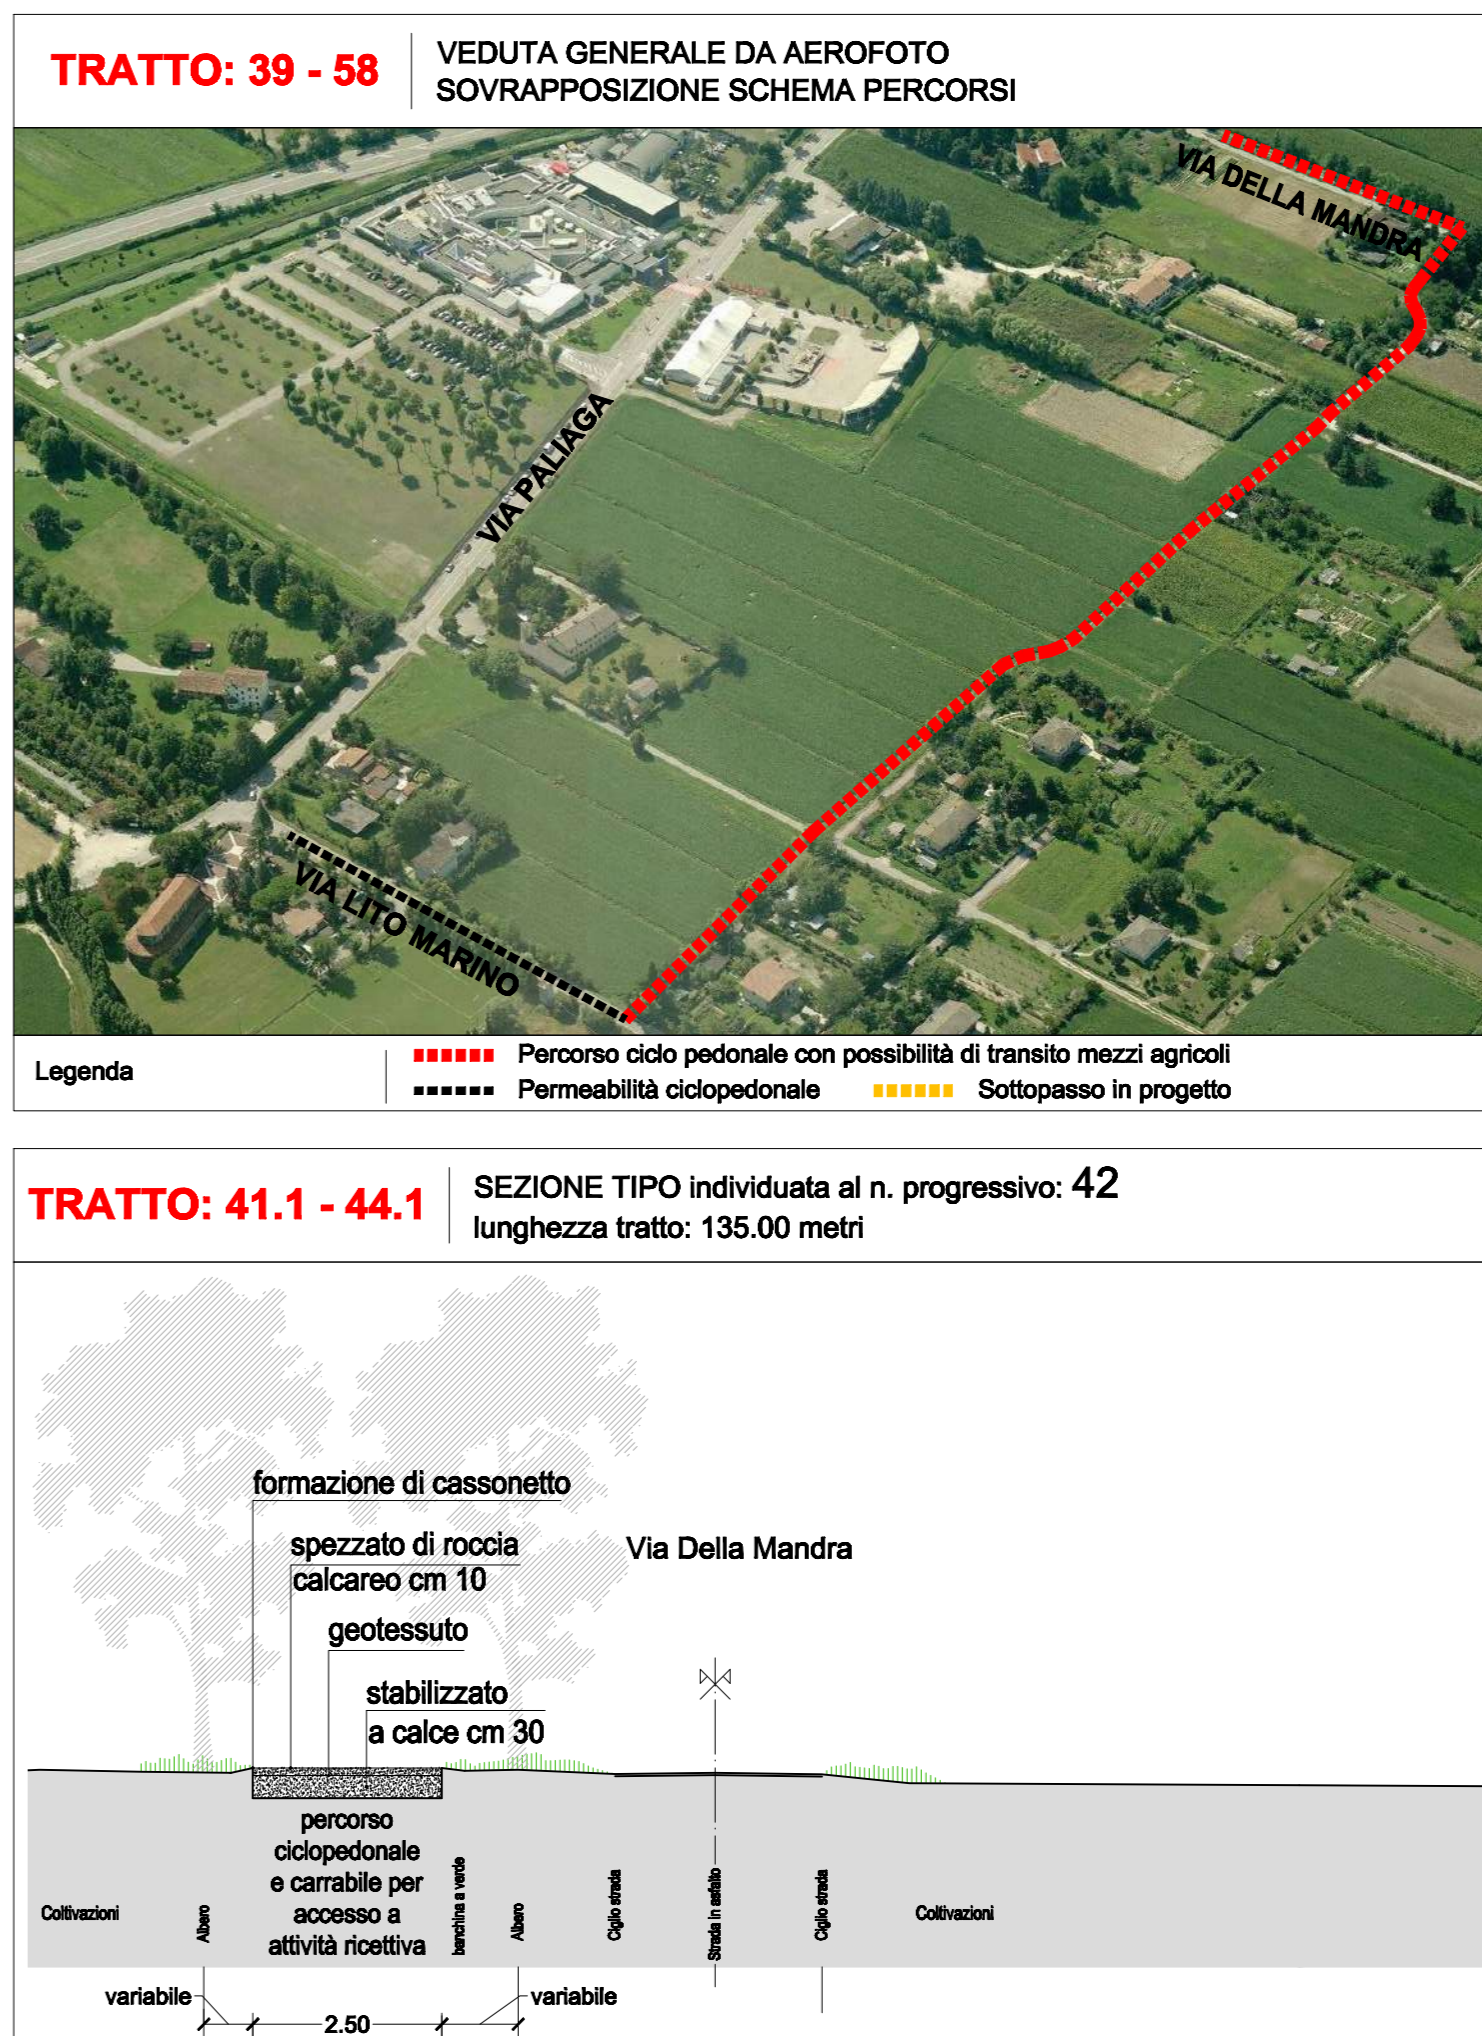 TRATTO: 39 - 58
VEDUTA GENERALE DA AEROFOTO
SOVRAPPOSIZIONE SCHEMA PERCORSI
VIA DELLA MANDRA
VIA PALIAGA
VIA LITO MARINO
Legenda
Percorso ciclo pedonale con possibilità di transito mezzi agricoli
Permeabilità ciclopedonale
Sottopasso in progetto
TRATTO: 41.1 - 44.1
SEZIONE TIPO individuata al n. progressivo: 42
lunghezza tratto: 135.00 metri
formazione di cassonetto
spezzato di roccia
calcareo cm 10
Via Della Mandra
geotessuto
stabilizzato
a calce cm 30
percorso
ciclopedonale
e carrabile per
accesso a
attività ricettiva
Coltivazioni
Albero
banchina a verde
Albero
Ciglio strada
Strada in asfalto
Ciglio strada
Coltivazioni
variabile
variabile
2.50